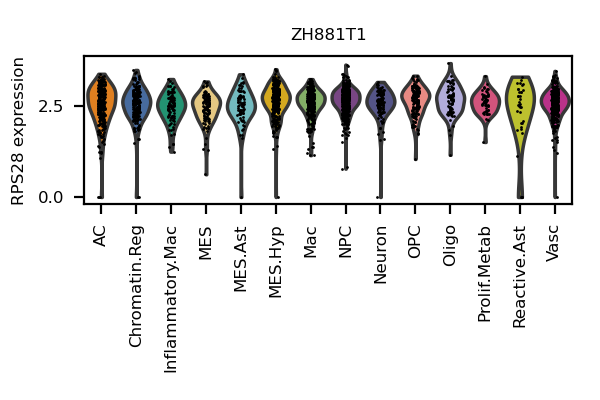 ZH881T1
RPS28 expression
2.5
0.0
AC
Chromatin.Reg
Inflammatory.Mac
MES
MES.Ast
MES.Hyp
Mac
NPC
Neuron
OPC
Oligo
Prolif.Metab
Reactive.Ast
Vasc